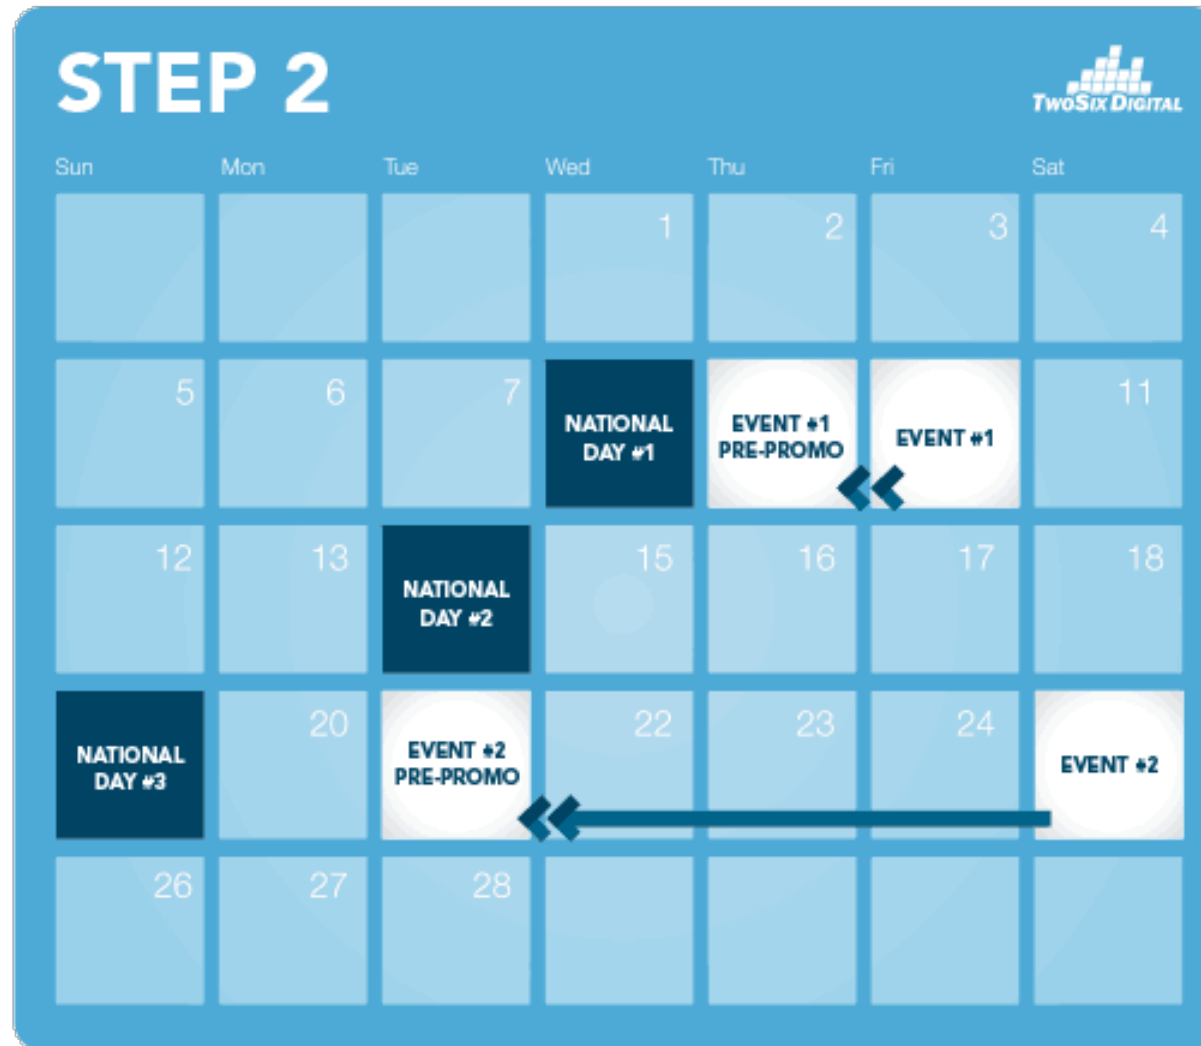 STEP 2
TWOSIX DIGITAL
Sun Mon Tue Wed Thu Fri Sat
1 2 3 4
5 6 7 NATIONAL DAY #1 EVENT #1 PRE-PROMO EVENT #1 11
12 13 NATIONAL DAY #2 15 16 17 18
NATIONAL DAY #3 20 EVENT #2 PRE-PROMO 22 23 24 EVENT #2
26 27 28